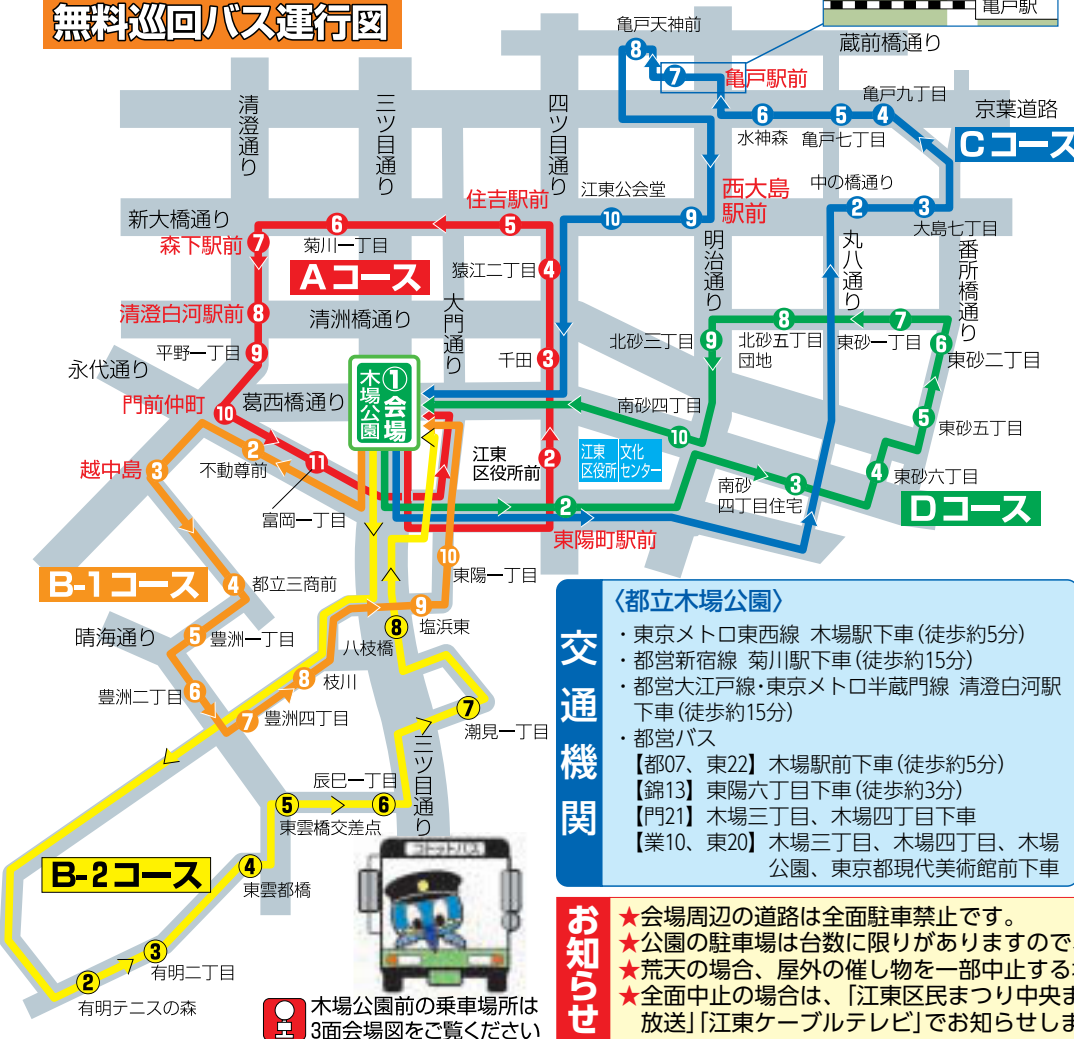 無料巡回バス運行図
亀戸駅
蔵前橋通り
亀戸天神前
8
7
亀戸駅前
亀戸九丁目
京葉道路
Cコース
6
5
4
水神森
亀戸七丁目
清澄通り
三ツ目通り
四ツ目通り
江東公会堂
西大島
駅前
中の橋通り
10
9
2
3
大島七丁目
明治通り
丸八通り
番所橋通り
住吉駅前
新大橋通り
6
5
7
森下駅前
菊川一丁目
猿江二丁目
4
Aコース
清澄白河駅前
8
清洲橋通り
大門通り
平野一丁目
9
千田
3
永代通り
門前仲町
10
葛西橋通り
①会場
木場公園
北砂三丁目
9
8
北砂五丁目
団地
7
東砂一丁目
6
東砂二丁目
5
東砂五丁目
4
東砂六丁目
Dコース
南砂四丁目
10
南砂
四丁目住宅
3
江東
区役所前
2
江東
区役所
文化
センター
2
東陽町駅前
越中島
3
2
不動尊前
11
富岡一丁目
B-1コース
4
都立三商前
10
東陽一丁目
晴海通り
5
豊洲一丁目
9
塩浜東
8
八枝橋
豊洲二丁目
6
8
枝川
7
豊洲四丁目
7
潮見一丁目
三ツ目通り
辰巳一丁目
5
6
東雲橋交差点
B-2コース
4
東雲都橋
3
有明二丁目
2
有明テニスの森
コトットバス
木場公園前の乗車場所は
3面会場図をご覧ください
交通機関
〈都立木場公園〉
・東京メトロ東西線 木場駅下車(徒歩約5分)
・都営新宿線 菊川駅下車(徒歩約15分)
・都営大江戸線・東京メトロ半蔵門線 清澄白河駅
下車(徒歩約15分)
・都営バス
【都07、東22】木場駅前下車(徒歩約5分)
【錦13】東陽六丁目下車(徒歩約3分)
【門21】木場三丁目、木場四丁目下車
【業10、東20】木場三丁目、木場四丁目、木場
公園、東京都現代美術館前下車
お知らせ
★会場周辺の道路は全面駐車禁止です。
★公園の駐車場は台数に限りがありますので
★荒天の場合、屋外の催し物を一部中止する
★全面中止の場合は、「江東区民まつり中央ま
放送」「江東ケーブルテレビ」でお知らせしま